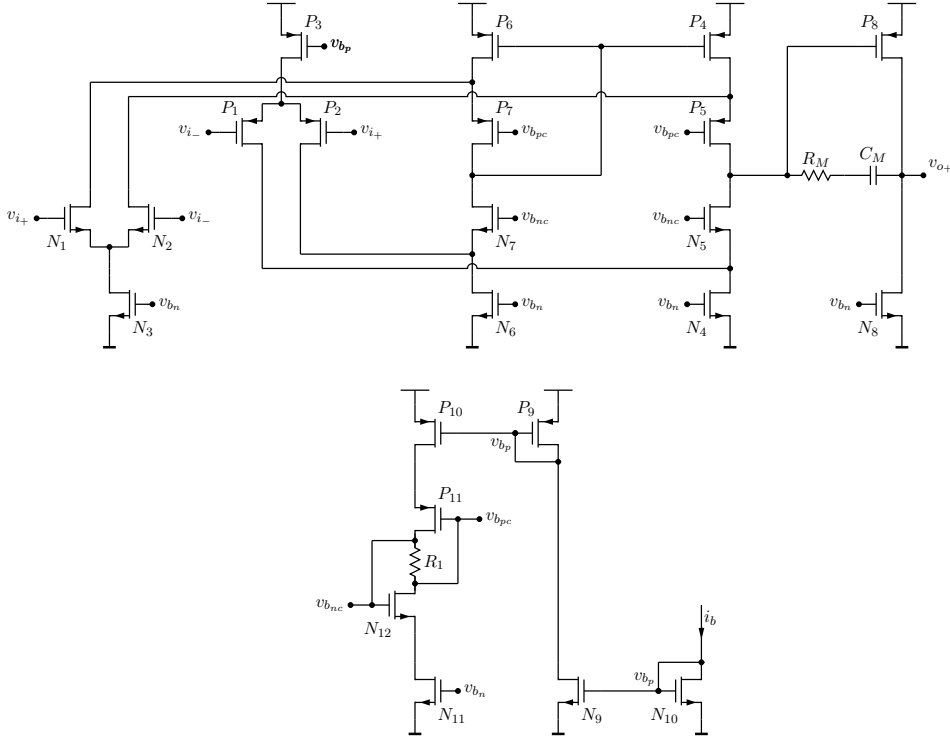 P3
P6
P4
P8
vbp
P1
P2
P7
P5
vi−
vi+
vbpc
vbpc
RM
CM
vo+
vi+
vi−
vbnc
vbnc
N1
N2
N7
N5
vbn
vbn
vbn
vbn
N3
N6
N4
N8
P10
P9
vbp
P11
vbpc
R1
vbnc
N12
ib
vbp
vbn
N11
N9
N10